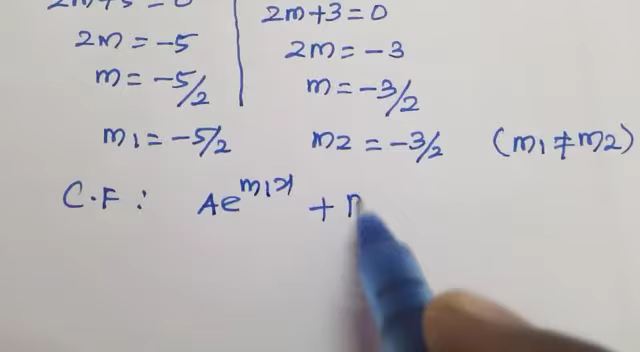 2m+3=0
2m = -5
2m = -3
m = -5/2
m = -3/2
m1 = -5/2 m2 = -3/2 (m1≠m2)
C.F : Ae^m1x +